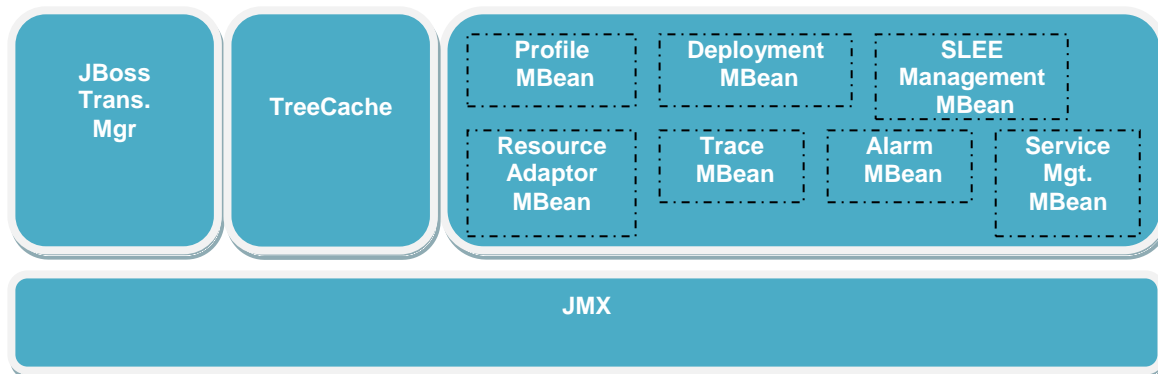 JBoss
Trans.
Mgr
TreeCache
Profile
MBean
Deployment
MBean
SLEE
Management
MBean
Resource
Adaptor
MBean
Trace
MBean
Alarm
MBean
Service
Mgt.
MBean
JMX